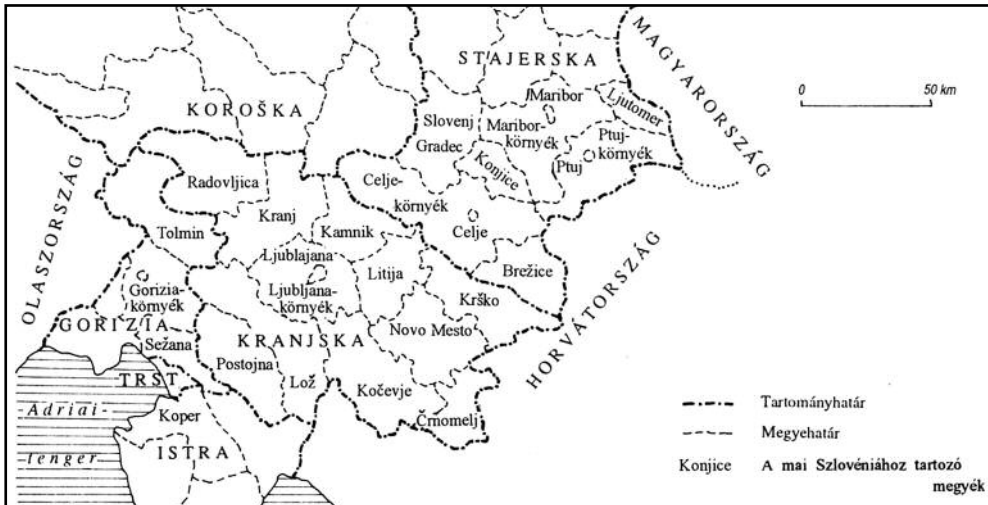 MAGYARORSZÁG
STAJERSKA
0 50 km
Maribor
Ljutomer
KOROŠKA
Slovenj
Gradec
Maribor-
környék
Ptuj-
környék
Ptuj
Konjice
OLASZORSZÁG
Radovljica
Celje-
környék
Kranj
Celje
Tolmin
Kamnik
Ljublajana
Litija
Brežice
Gorizia-
környék
Ljubljana-
környék
Krško
HORVÁTORSZÁG
GORIZIA
Novo Mesto
Sežana
KRANJSKA
Postojna
TRST
Lož
Kočevje
Adriai-
tenger
Koper
Črnomelj
ISTRA
Tartományhatár
Megyehatár
Konjice A mai Szlovéniához tartozó
megyék